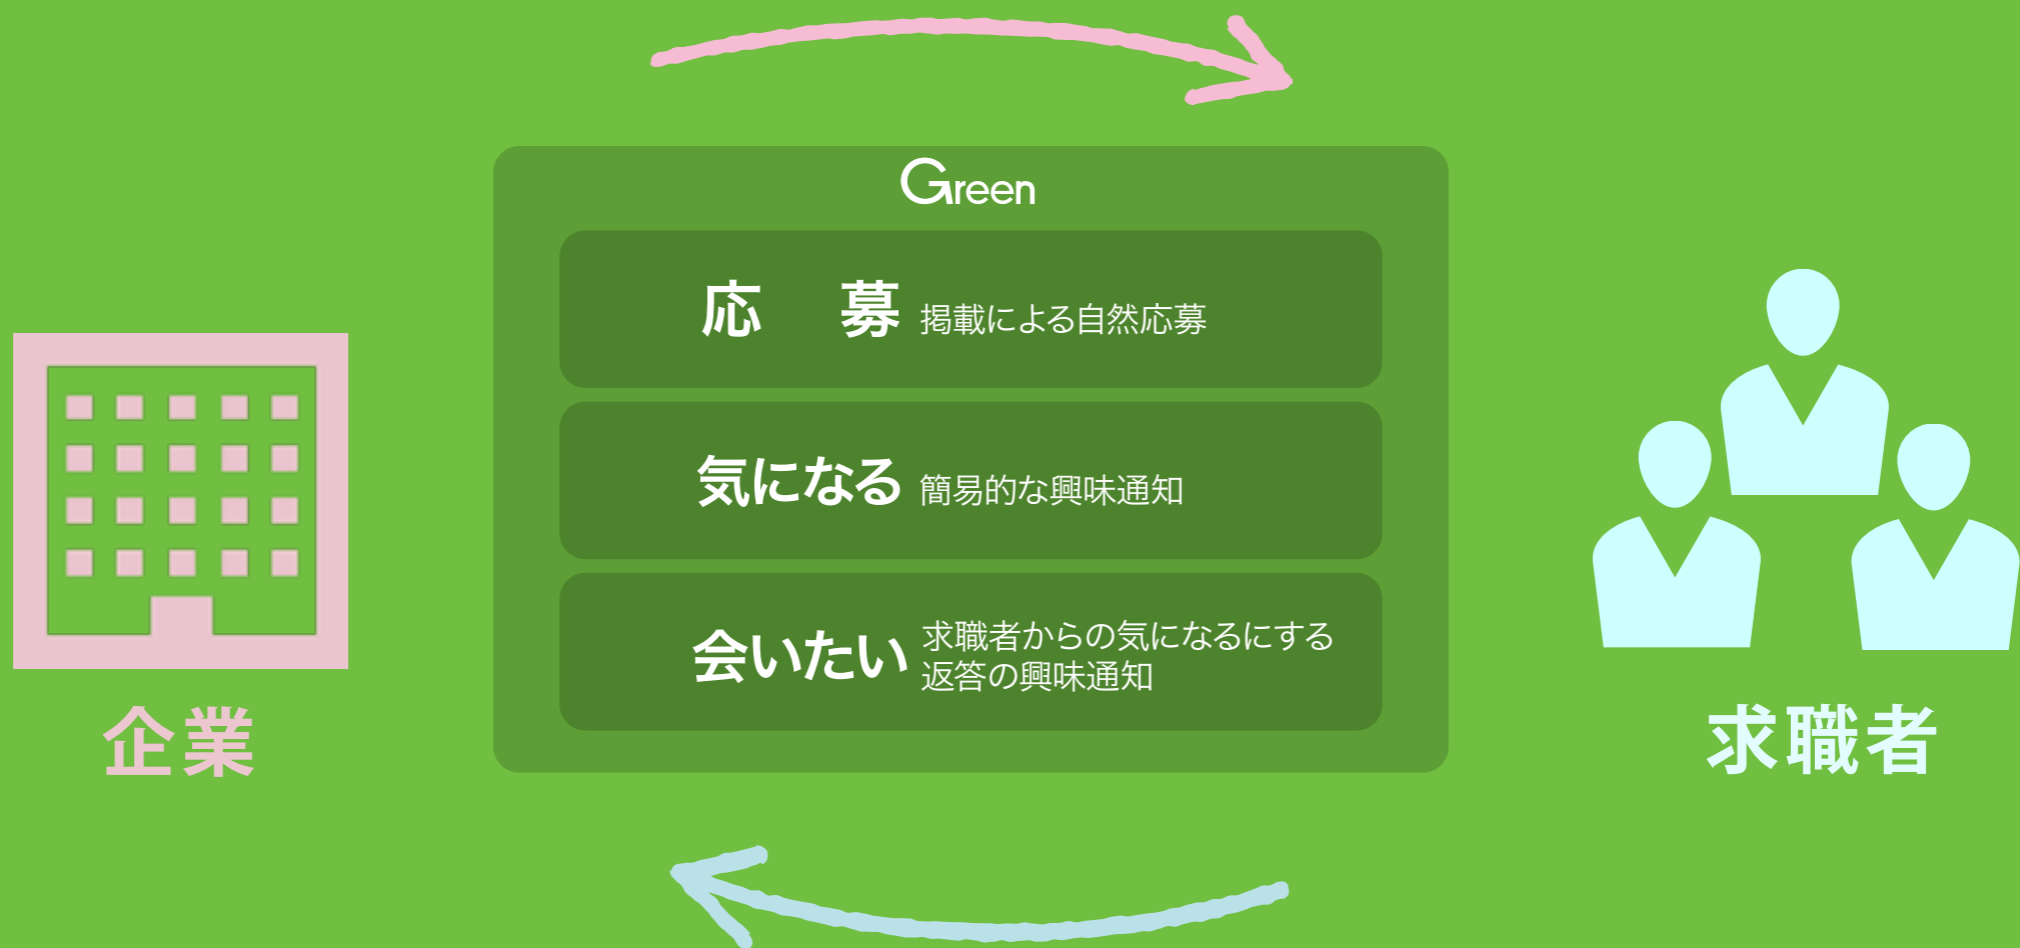 Green
応 募 掲載による自然応募
気になる 簡易的な興味通知
会いたい 求職者からの気になるにする
返答の興味通知
企業
求職者